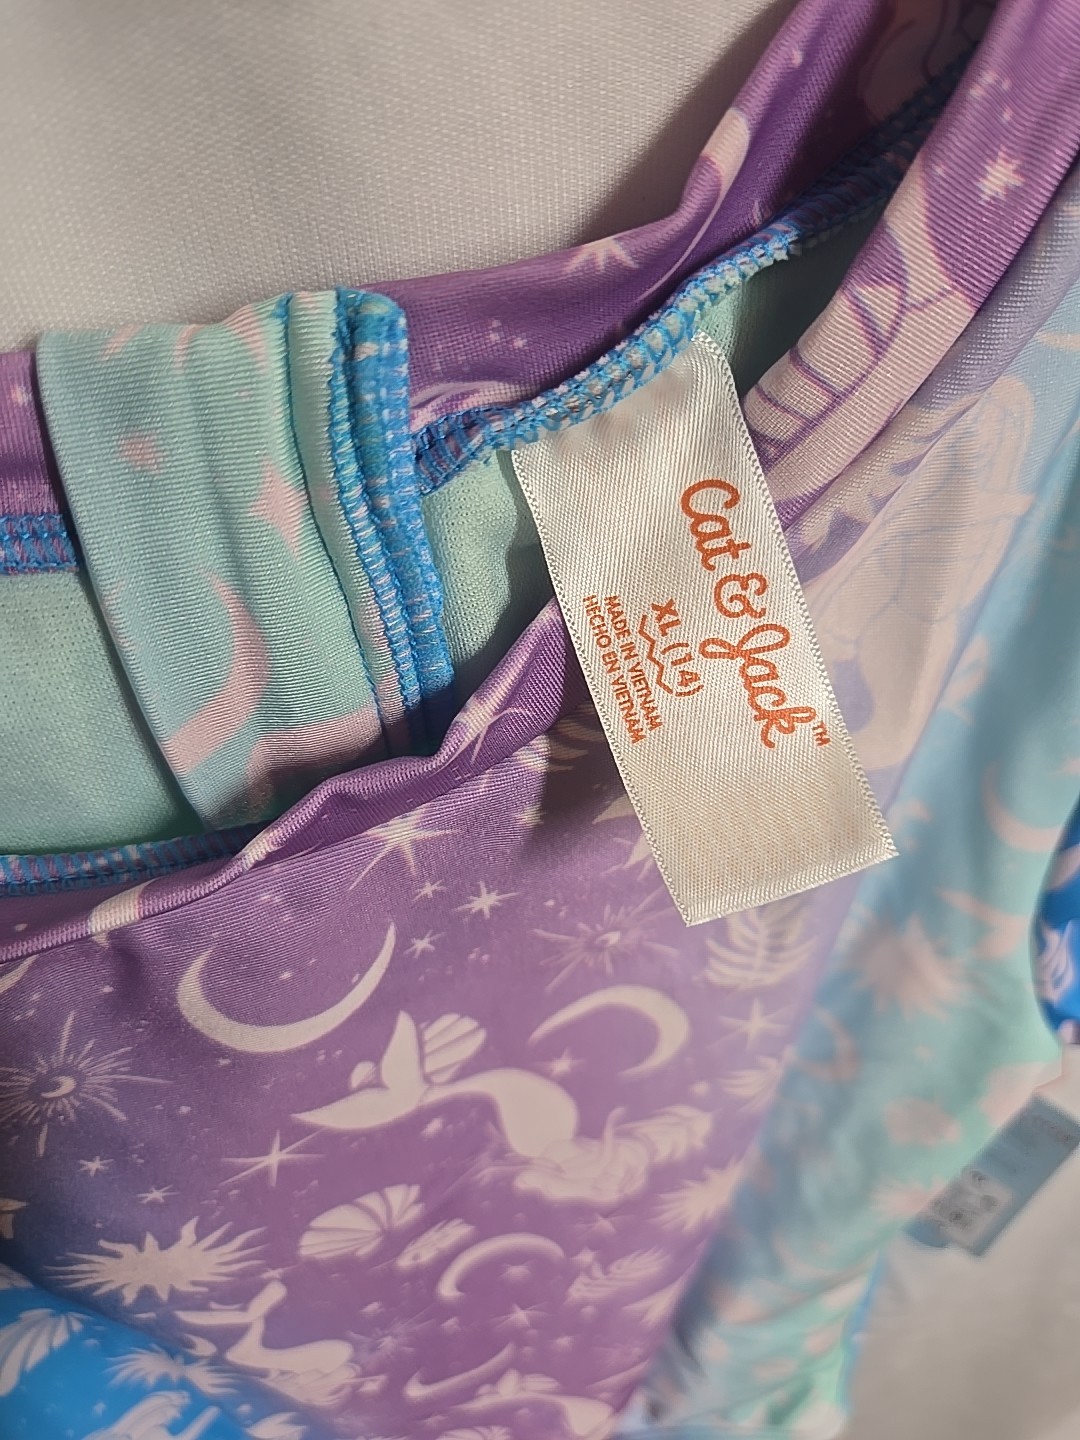 Cat & Jack™
XL (14)
MADE IN VIETNAM
HECHO EN VIETNAM